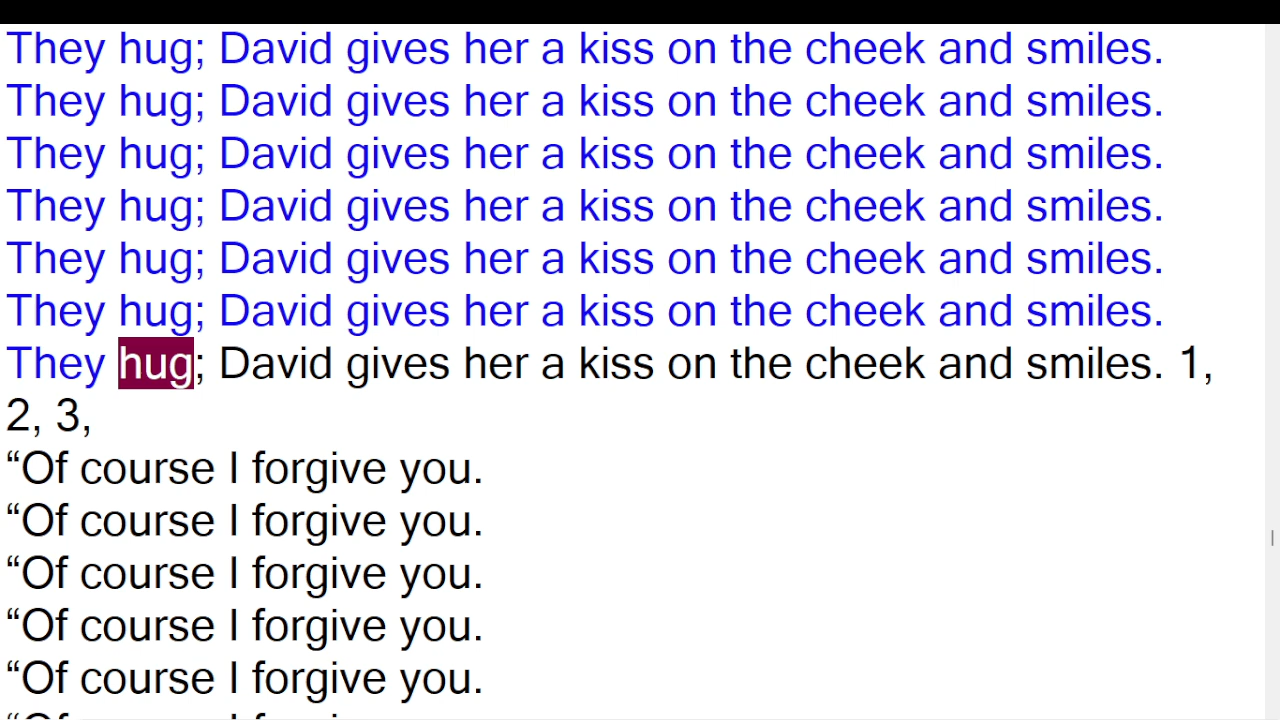 They hug; David gives her a kiss on the cheek and smiles.
They hug; David gives her a kiss on the cheek and smiles.
They hug; David gives her a kiss on the cheek and smiles.
They hug; David gives her a kiss on the cheek and smiles.
They hug; David gives her a kiss on the cheek and smiles.
They hug; David gives her a kiss on the cheek and smiles.
They hug; David gives her a kiss on the cheek and smiles. 1,
2, 3,
“Of course I forgive you.
“Of course I forgive you.
“Of course I forgive you.
“Of course I forgive you.
“Of course I forgive you.